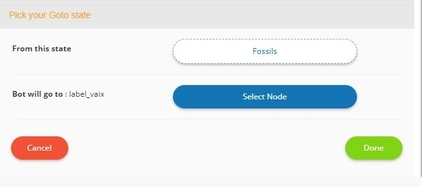 Pick your Goto state
From this state
Fossils
Bot will go to : label_vaix
Select Node
Cancel
Done